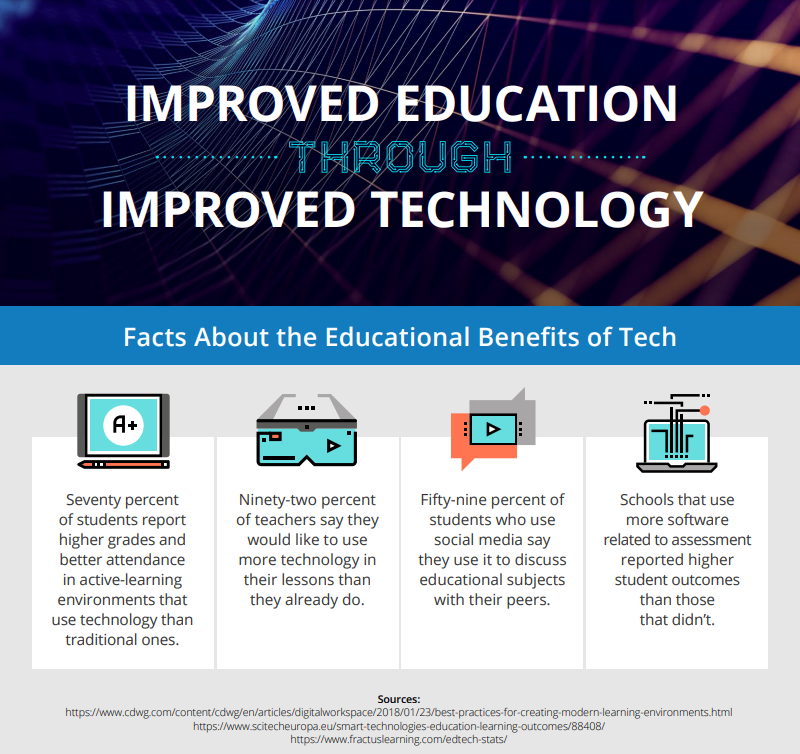 IMPROVED EDUCATION
THROUGH
IMPROVED TECHNOLOGY
Facts About the Educational Benefits of Tech
A+
Seventy percent
of students report
higher grades and
better attendance
in active-learning
environments that
use technology than
traditional ones.
Ninety-two percent
of teachers say they
would like to use
more technology in
their lessons than
they already do.
Fifty-nine percent of
students who use
social media say
they use it to discuss
educational subjects
with their peers.
Schools that use
more software
related to assessment
reported higher
student outcomes
than those
that didn’t.
Sources:
https://www.cdwg.com/content/cdwg/en/articles/digitalworkspace/2018/01/23/best-practices-for-creating-modern-learning-environments.html
https://www.scitecheuropa.eu/smart-technologies-education-learning-outcomes/88408/
https://www.fractuslearning.com/edtech-stats/